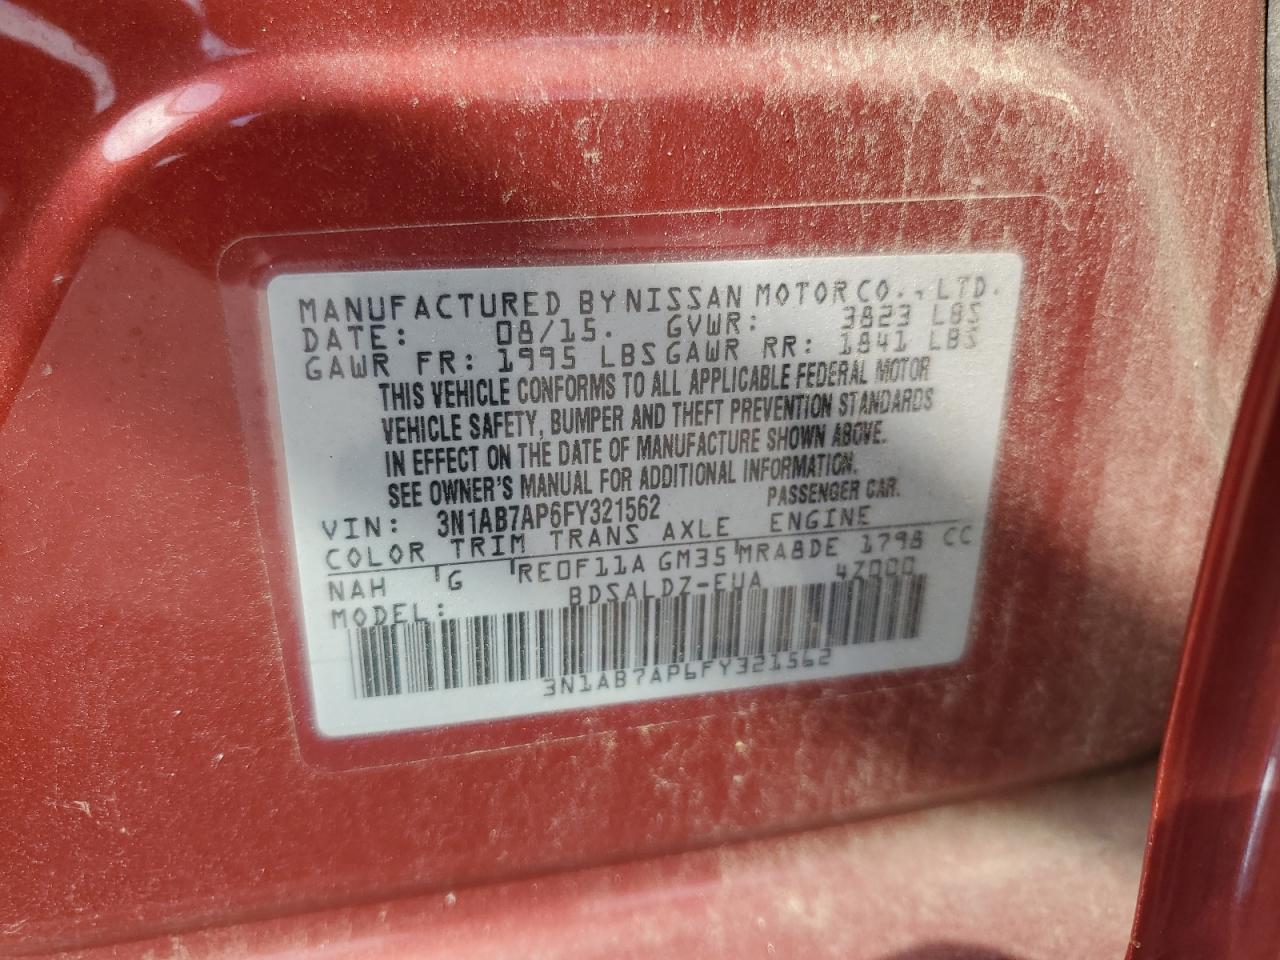 MANUFACTURED BY NISSAN MOTOR CO., LTD.
DATE: 08/15. GVWR: 3823 LBS
GAWR FR: 1995 LBS GAWR RR: 1841 LBS
THIS VEHICLE CONFORMS TO ALL APPLICABLE FEDERAL MOTOR
VEHICLE SAFETY, BUMPER AND THEFT PREVENTION STANDARDS
IN EFFECT ON THE DATE OF MANUFACTURE SHOWN ABOVE.
SEE OWNER'S MANUAL FOR ADDITIONAL INFORMATION.
VIN: 3N1AB7AP6FY321562 PASSENGER CAR.
COLOR TRIM TRANS AXLE ENGINE
NAH G RE0F11A GM35 MRA8DE 1798 CC
MODEL: BDSALDZ-EUA 4Z000
3N1AB7AP6FY321562